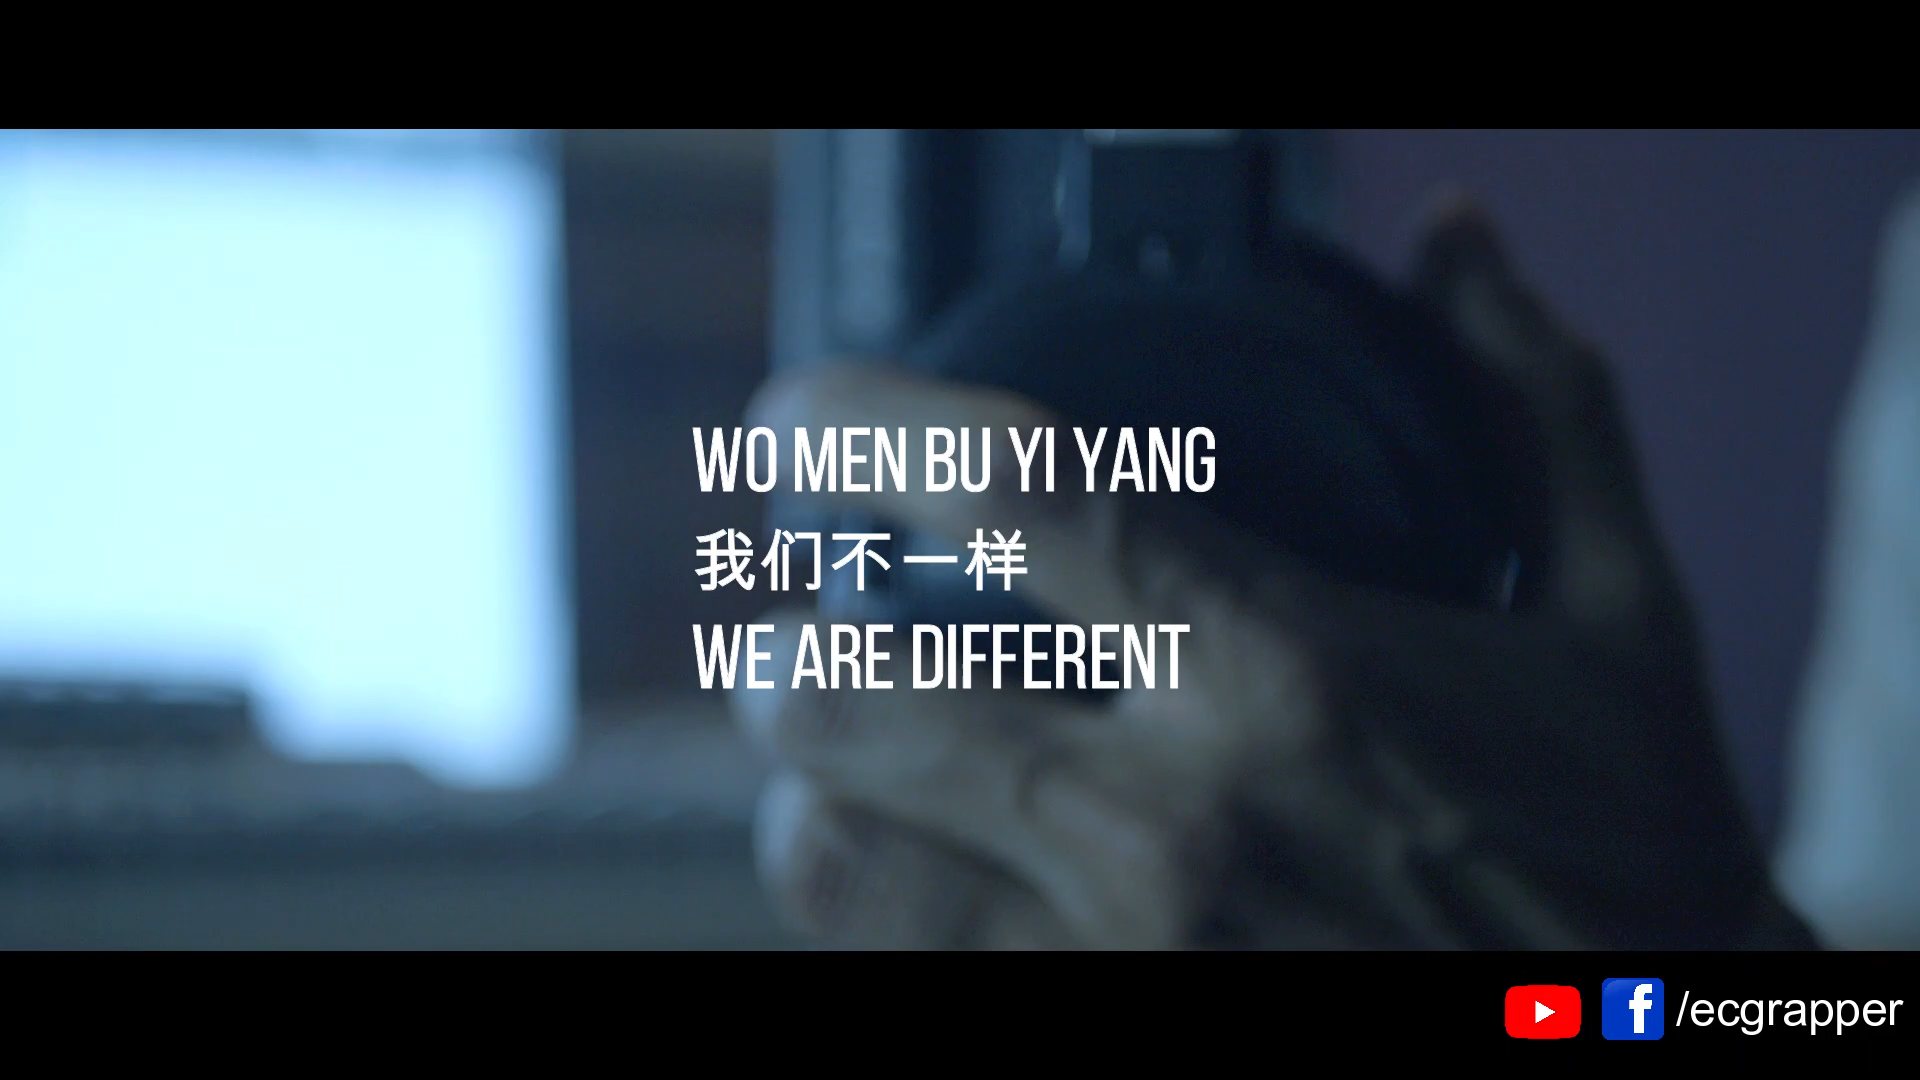 WO MEN BU YI YANG
我们不一样
WE ARE DIFFERENT
/ecgrapper